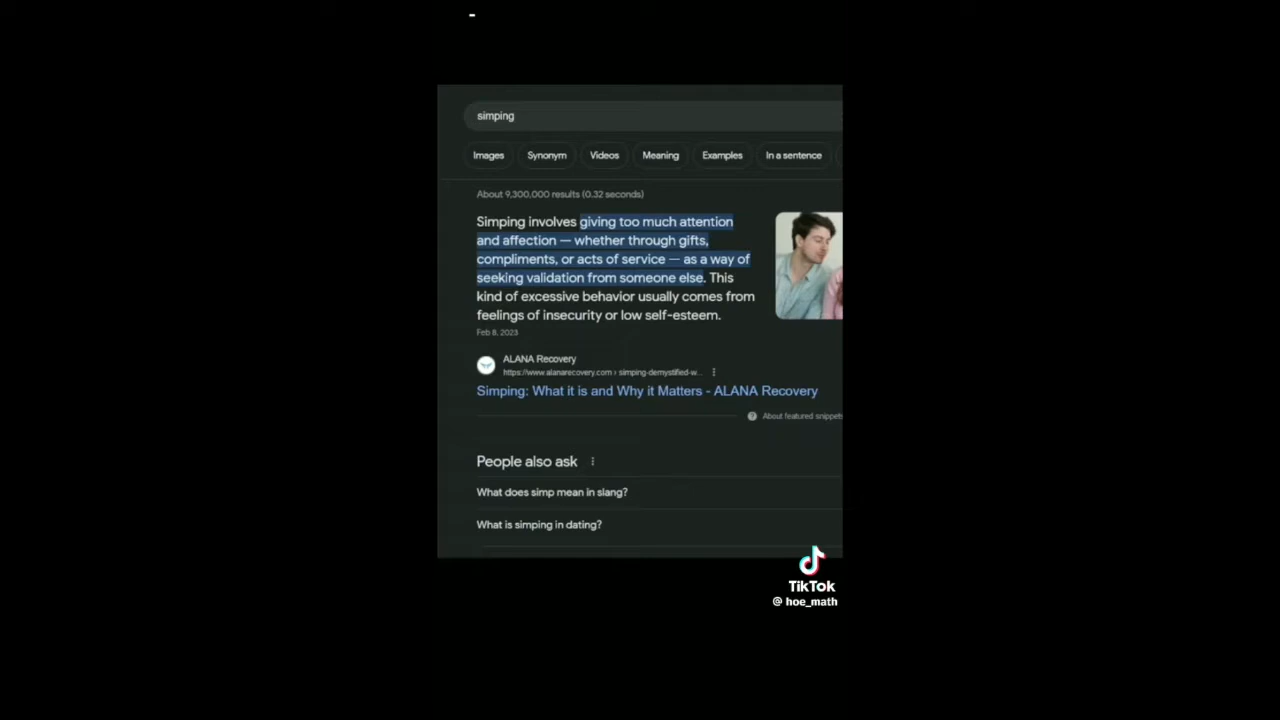 simping
Images Synonym Videos Meaning Examples In a sentence
About 9,300,000 results (0.32 seconds)
Simping involves giving too much attention
and affection — whether through gifts,
compliments, or acts of service — as a way of
seeking validation from someone else. This
kind of excessive behavior usually comes from
feelings of insecurity or low self-esteem.
Feb 8, 2023
ALANA Recovery
https://www.alanarecovery.com › simping-demystified-w...
Simping: What it is and Why it Matters - ALANA Recovery
About featured snippets
People also ask
What does simp mean in slang?
What is simping in dating?
TikTok
@ hoe_math